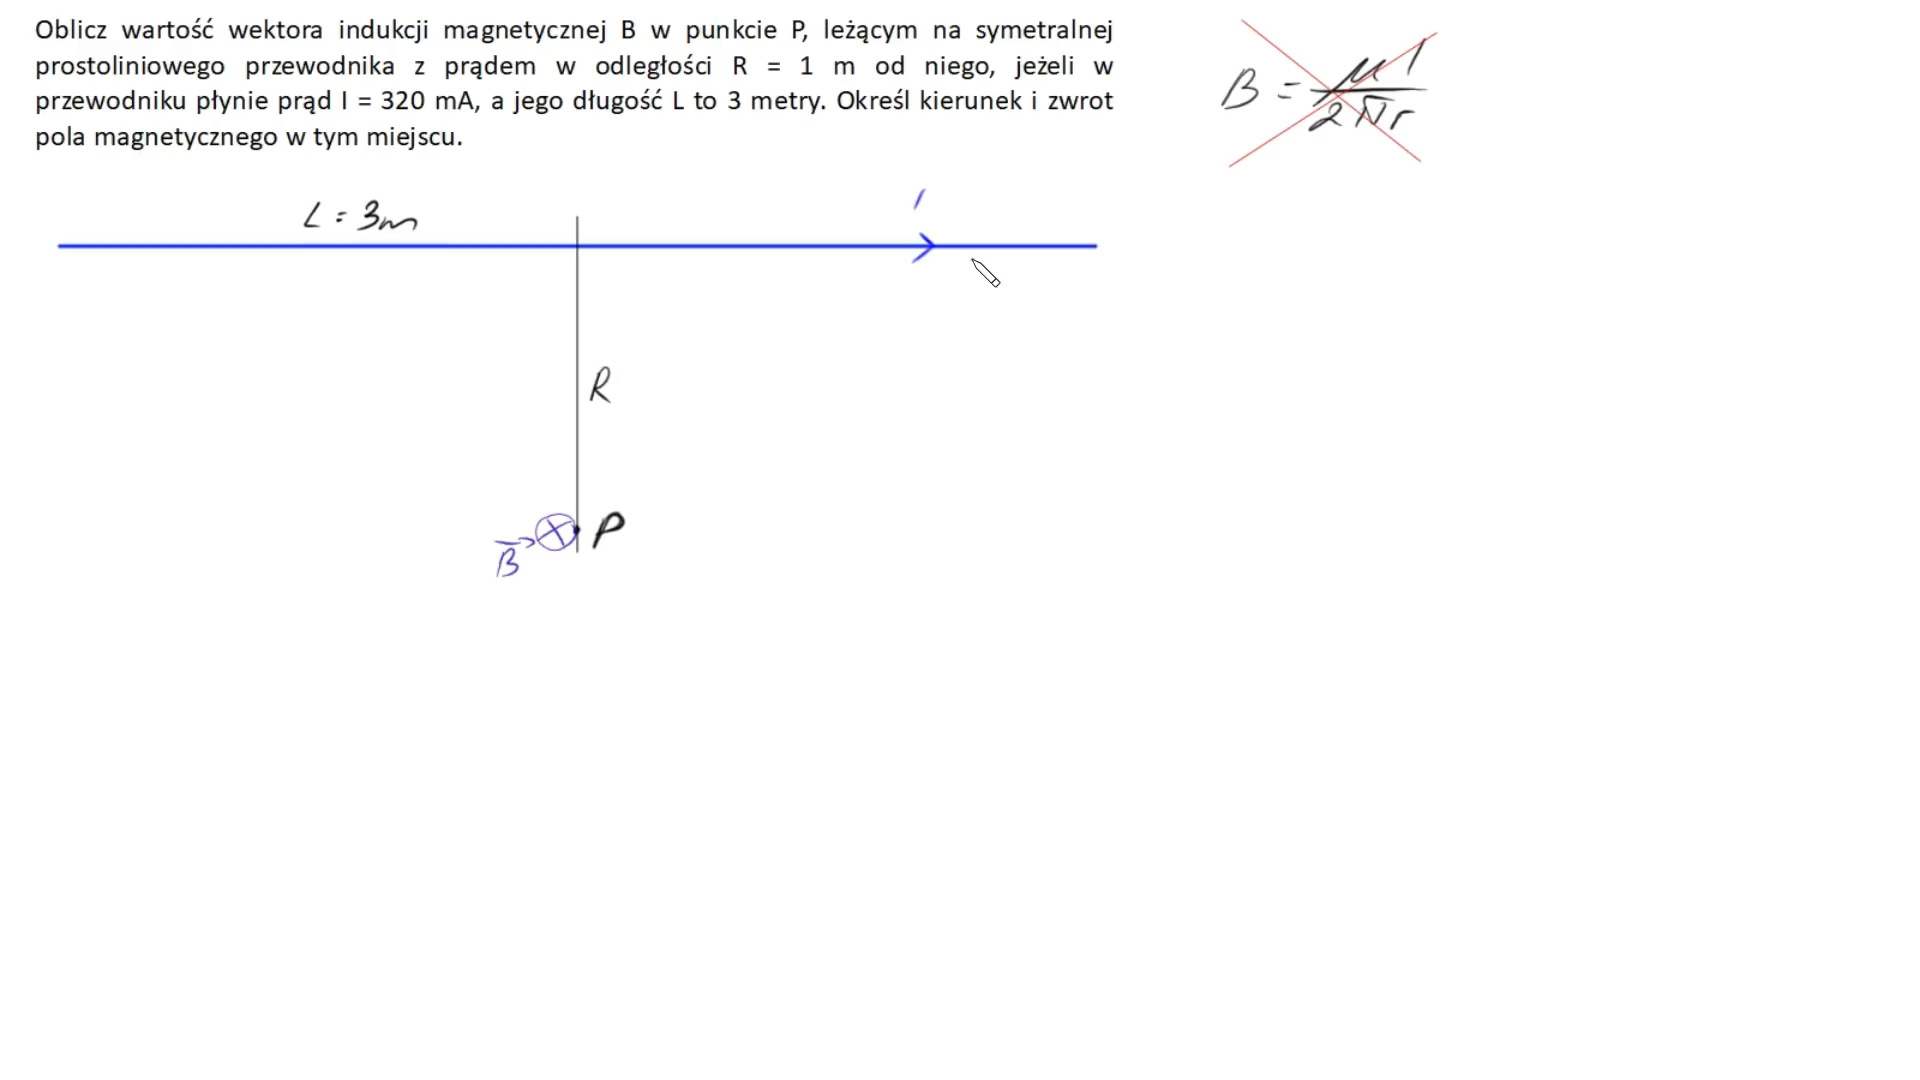 Oblicz wartość wektora indukcji magnetycznej B w punkcie P, leżącym na symetralnej
prostoliniowego przewodnika z prądem w odległości R = 1 m od niego, jeżeli w
przewodniku płynie prąd I = 320 mA, a jego długość L to 3 metry. Określ kierunek i zwrot
pola magnetycznego w tym miejscu.
B = μI / 2πr
L = 3m
I
R
P
B